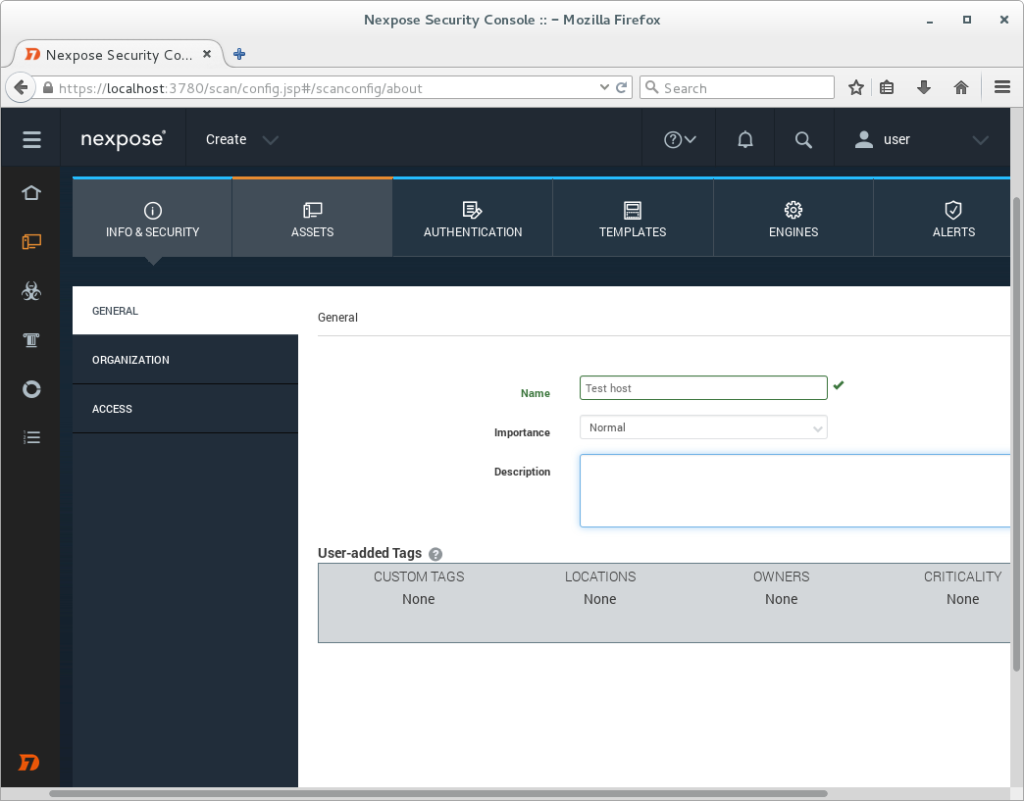 Nexpose Security Console :: – Mozilla Firefox
Nexpose Security Co...
https://localhost:3780/scan/config.jsp#/scanconfig/about
Search
nexpose®
Create
user
INFO & SECURITY
ASSETS
AUTHENTICATION
TEMPLATES
ENGINES
ALERTS
GENERAL
ORGANIZATION
ACCESS
General
Name
Test host
Importance
Normal
Description
User-added Tags
CUSTOM TAGS LOCATIONS OWNERS CRITICALITY
None None None None